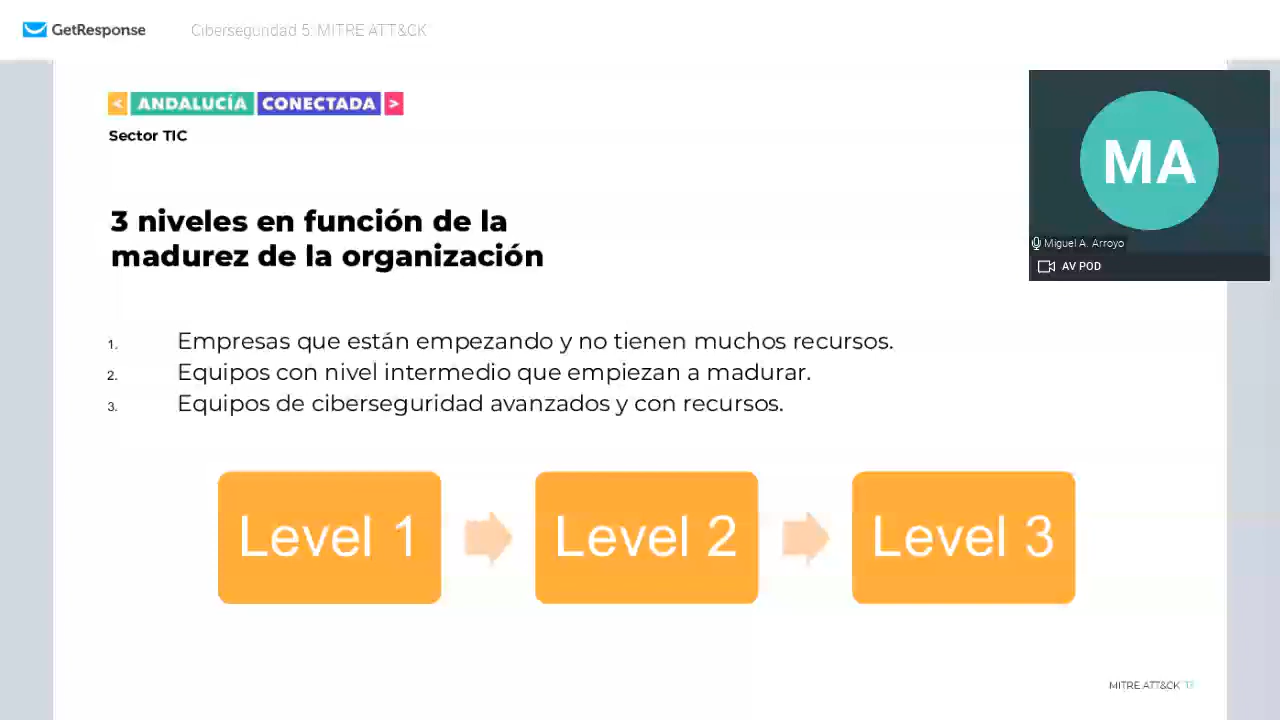 GetResponse
Ciberseguridad 5: MITRE ATT&CK
< ANDALUCÍA CONECTADA >
Sector TIC
MA
Miguel A. Arroyo
AV POD
3 niveles en función de la
madurez de la organización
1. Empresas que están empezando y no tienen muchos recursos.
2. Equipos con nivel intermedio que empiezan a madurar.
3. Equipos de ciberseguridad avanzados y con recursos.
Level 1
Level 2
Level 3
MITRE ATT&CK